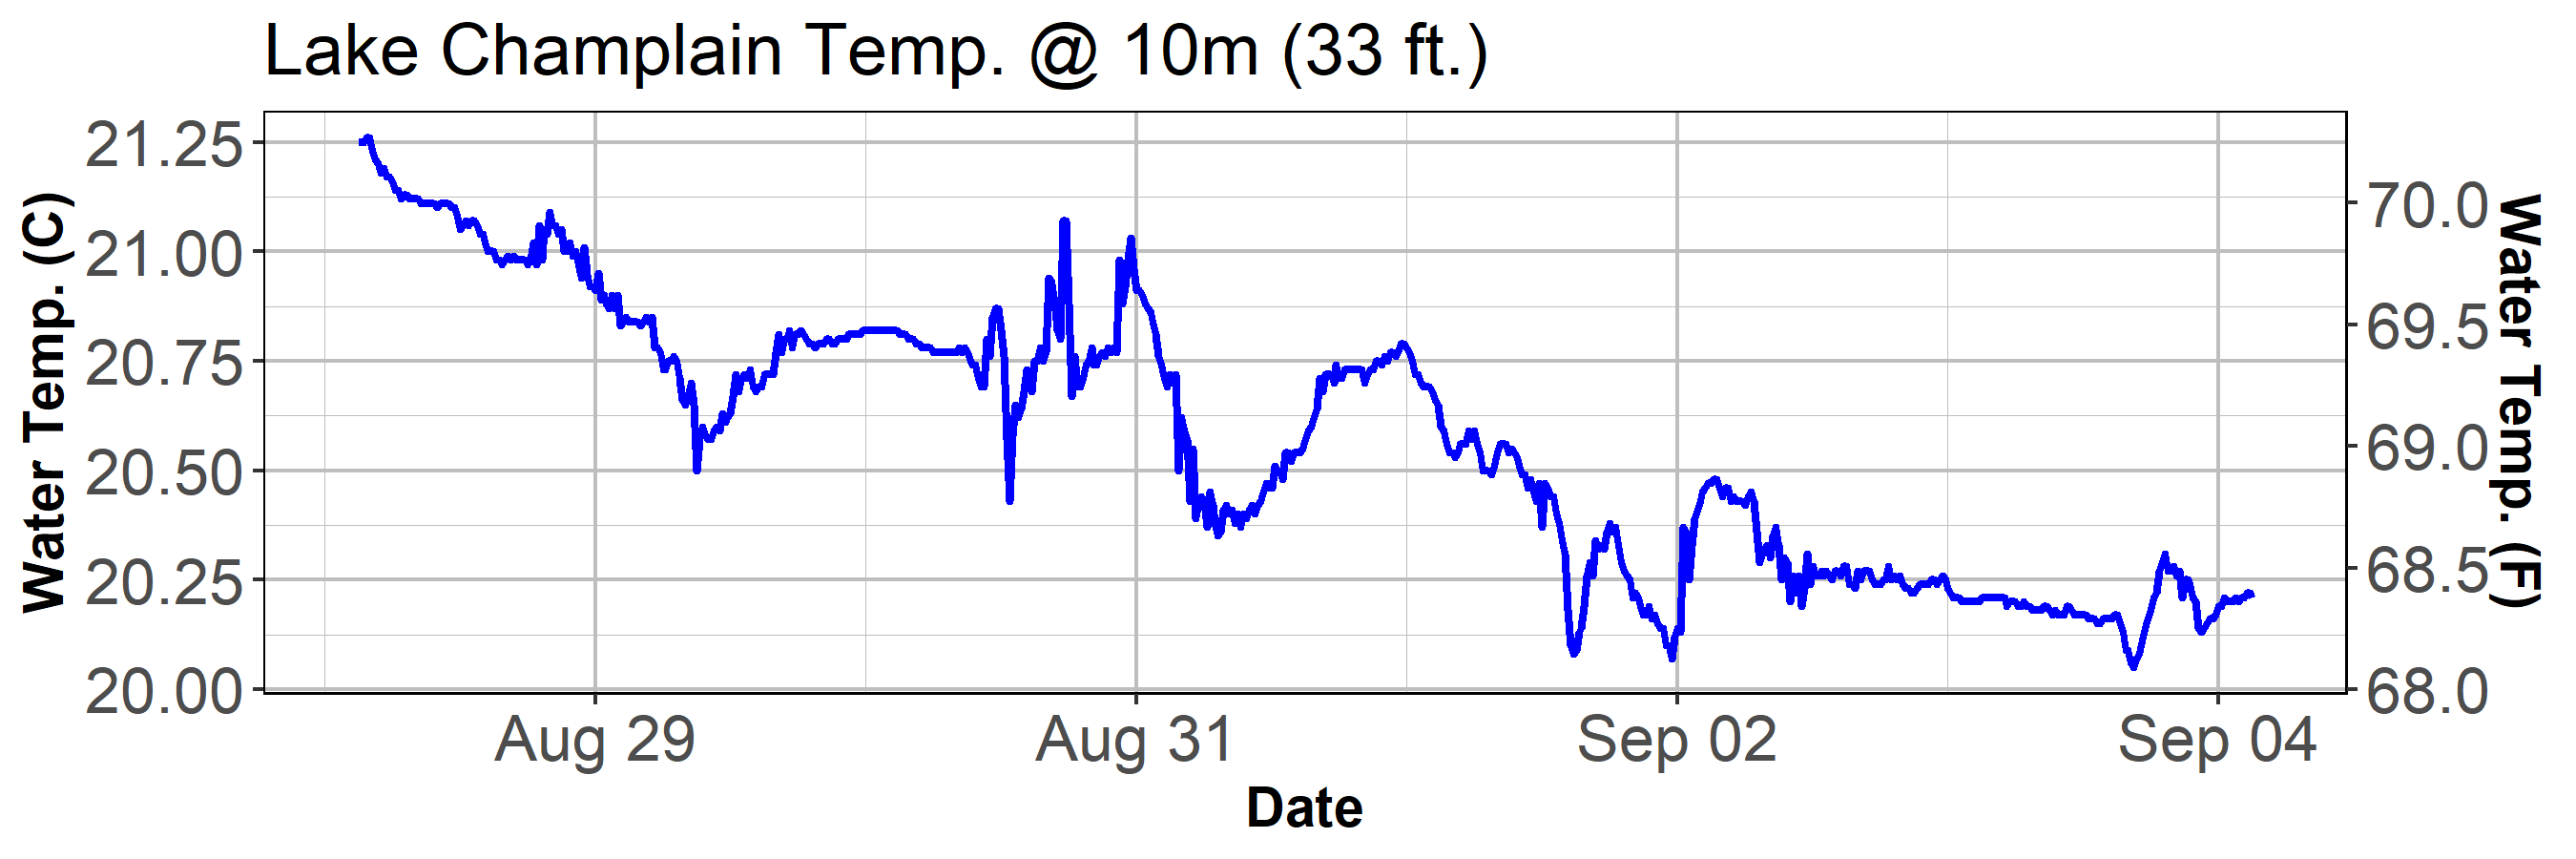 Lake Champlain Temp. @ 10m (33 ft.)
Water Temp. (C)
21.25
21.00
20.75
20.50
20.25
20.00
70.0
69.5
69.0
68.5
68.0
Water Temp. (F)
Aug 29
Aug 31
Sep 02
Sep 04
Date